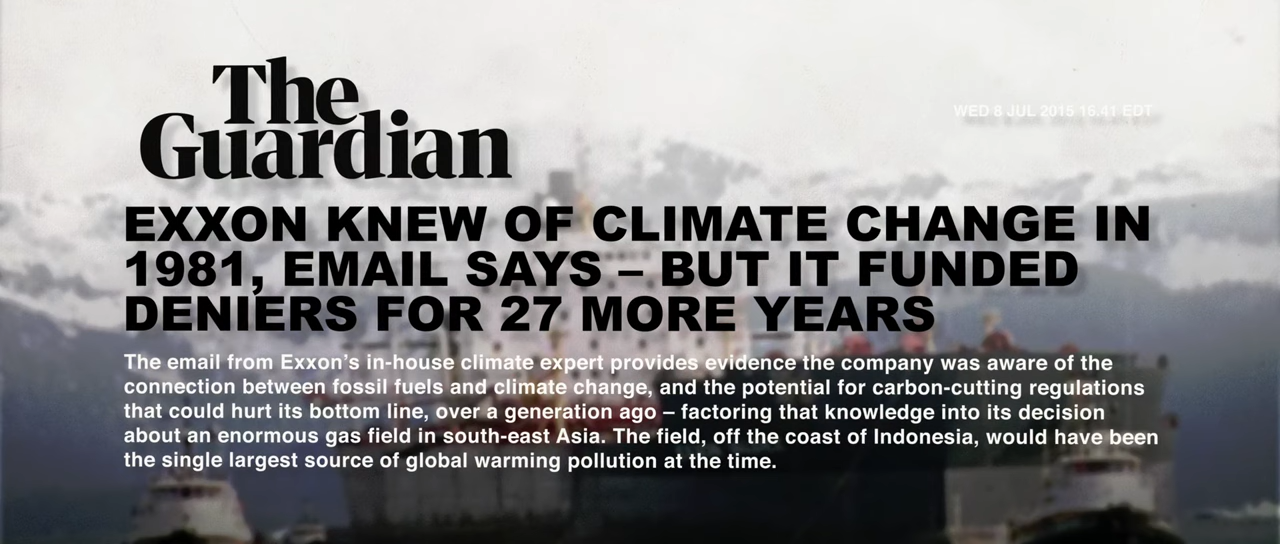 The
Guardian
WED 8 JUL 2015 16.41 EDT
EXXON KNEW OF CLIMATE CHANGE IN
1981, EMAIL SAYS – BUT IT FUNDED
DENIERS FOR 27 MORE YEARS
The email from Exxon’s in-house climate expert provides evidence the company was aware of the
connection between fossil fuels and climate change, and the potential for carbon-cutting regulations
that could hurt its bottom line, over a generation ago – factoring that knowledge into its decision
about an enormous gas field in south-east Asia. The field, off the coast of Indonesia, would have been
the single largest source of global warming pollution at the time.